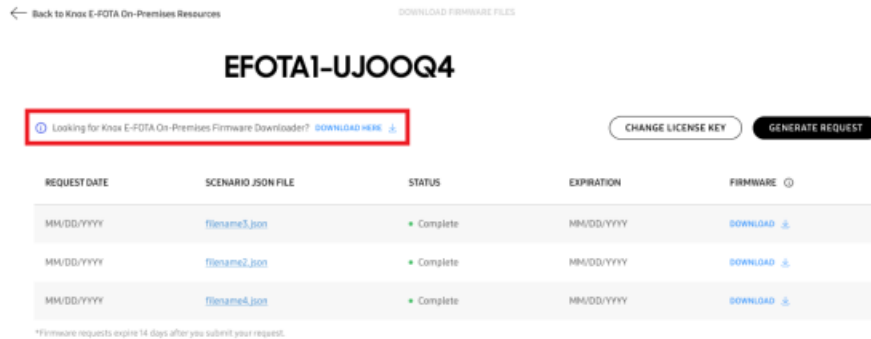 Back to Knox E-FOTA On-Premises Resources
DOWNLOAD FIRMWARE FILES
EFOTA1-UJOOQ4
Looking for Knox E-FOTA On-Premises Firmware Downloader? DOWNLOAD HERE
CHANGE LICENSE KEY
GENERATE REQUEST
REQUEST DATE SCENARIO JSON FILE STATUS EXPIRATION FIRMWARE
MM/DD/YYYY filename3.json Complete MM/DD/YYYY DOWNLOAD
MM/DD/YYYY filename2.json Complete MM/DD/YYYY DOWNLOAD
MM/DD/YYYY filename4.json Complete MM/DD/YYYY DOWNLOAD
*Firmware requests expire 14 days after you submit your request.